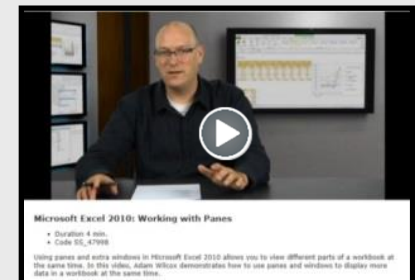 Microsoft Excel 2010: Working with Panes
Duration 4 min.
Code SS_47998
Using panes and extra windows in Microsoft Excel 2010 allows you to view different parts of a workbook at
the same time. In this video, Adam Wilcox demonstrates how to use panes and windows to display more
data in a workbook at the same time.